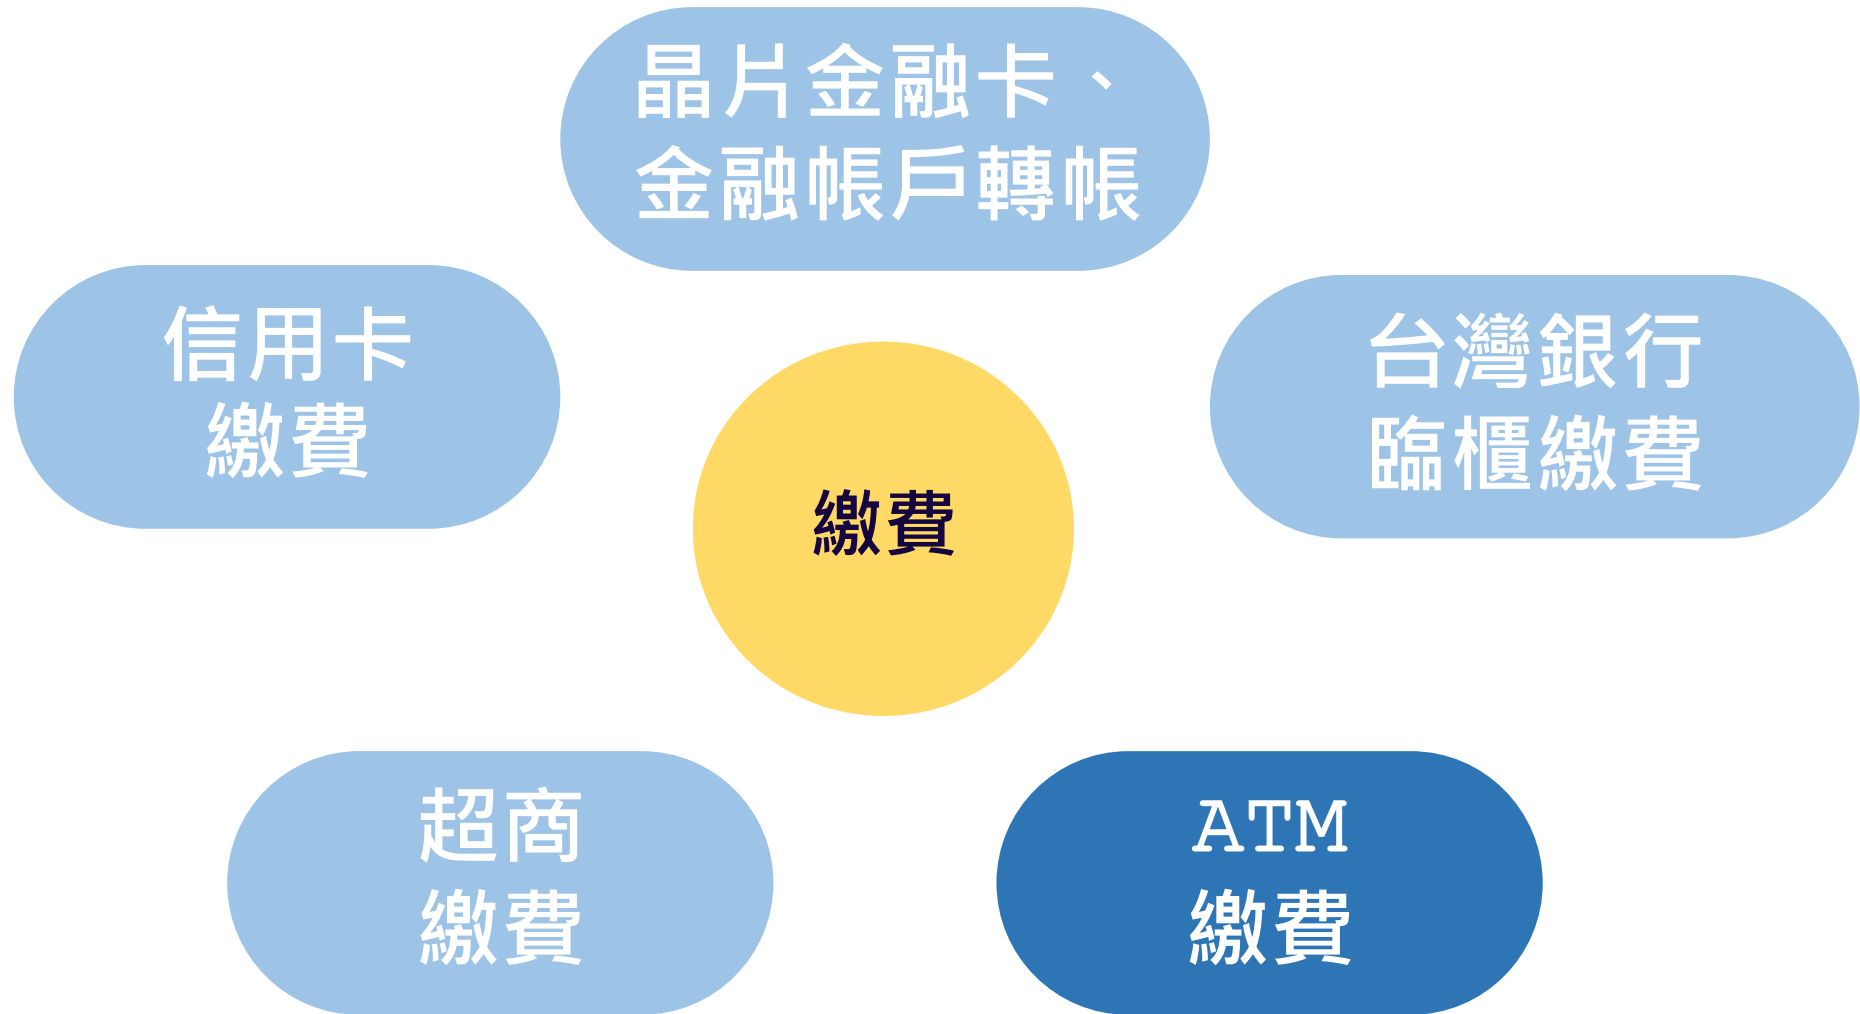 晶片金融卡、
金融帳戶轉帳
信用卡
繳費
台灣銀行
臨櫃繳費
繳費
超商
繳費
ATM
繳費